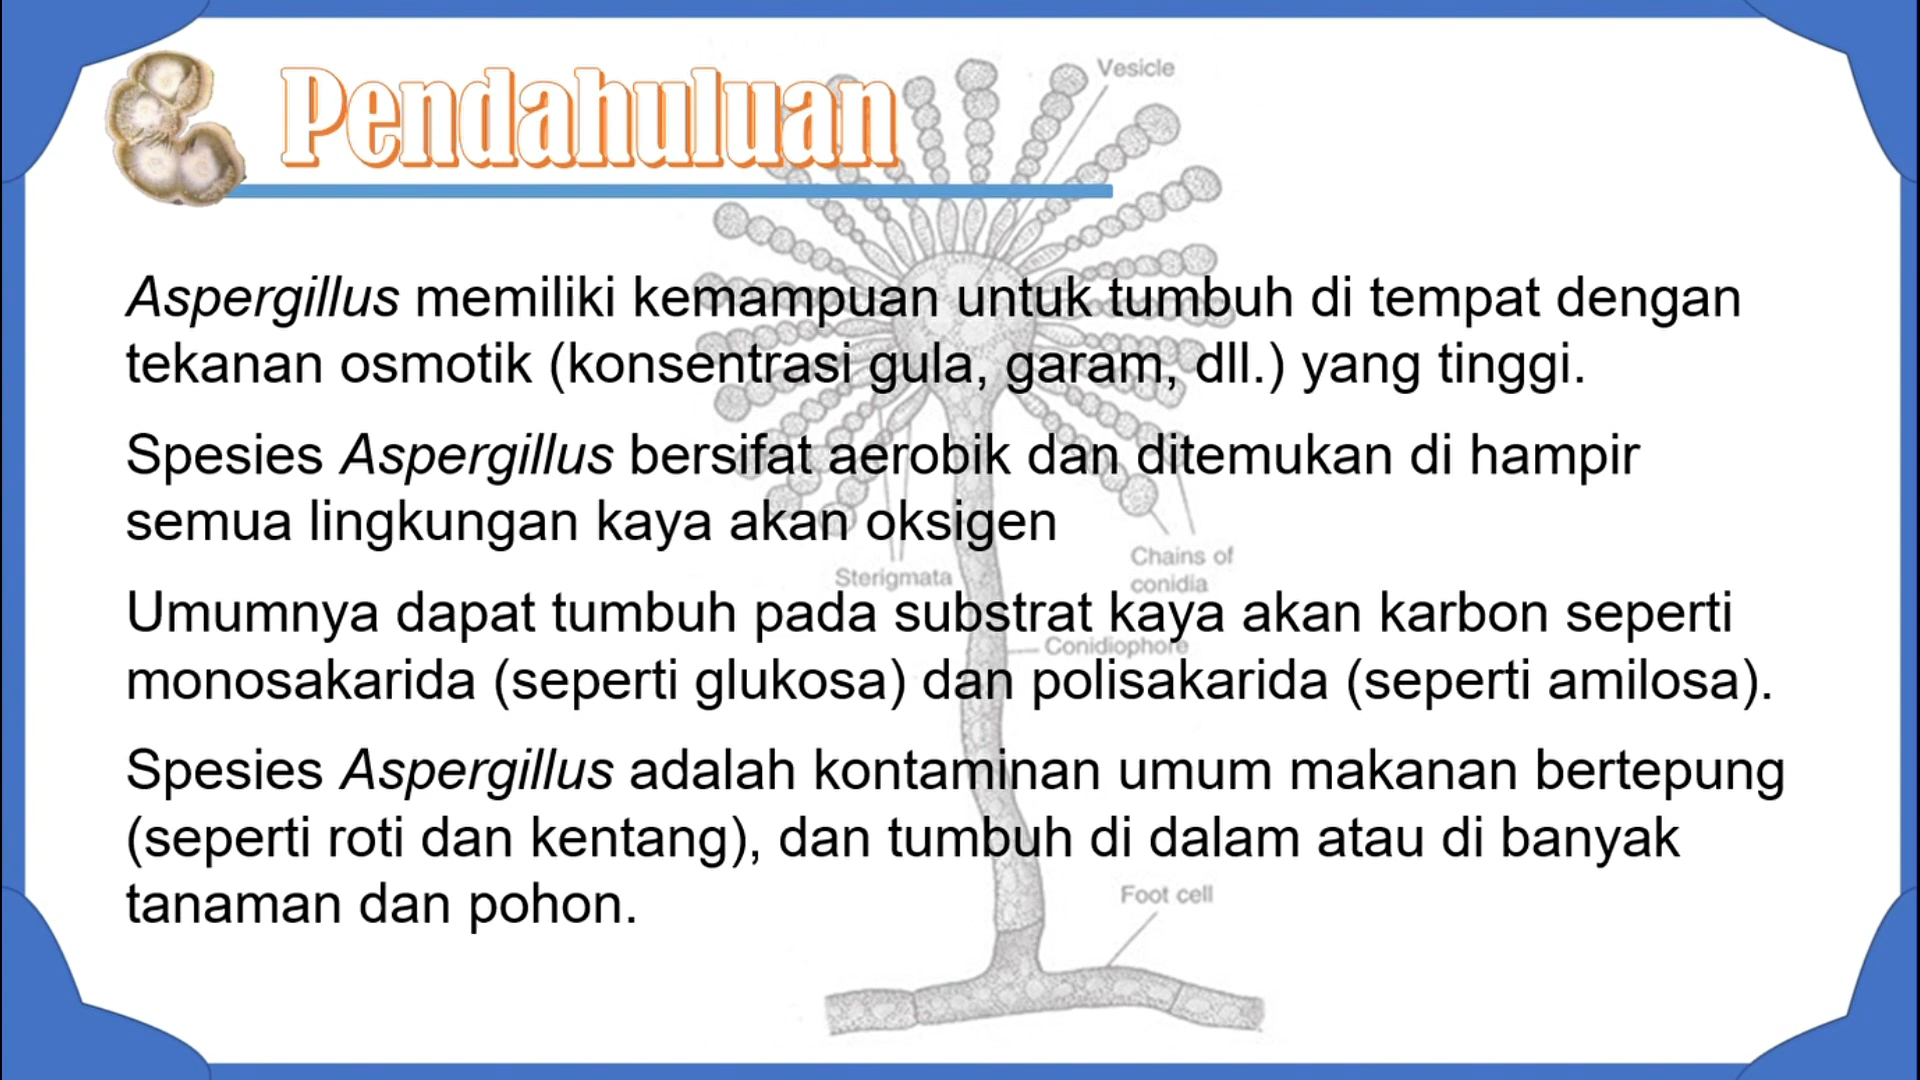 Pendahuluan
Vesicle
Aspergillus memiliki kemampuan untuk tumbuh di tempat dengan
tekanan osmotik (konsentrasi gula, garam, dll.) yang tinggi.
Spesies Aspergillus bersifat aerobik dan ditemukan di hampir
semua lingkungan kaya akan oksigen
Sterigmata
Chains of
conidia
Umumnya dapat tumbuh pada substrat kaya akan karbon seperti
Conidiophore
monosakarida (seperti glukosa) dan polisakarida (seperti amilosa).
Spesies Aspergillus adalah kontaminan umum makanan bertepung
(seperti roti dan kentang), dan tumbuh di dalam atau di banyak
tanaman dan pohon.
Foot cell